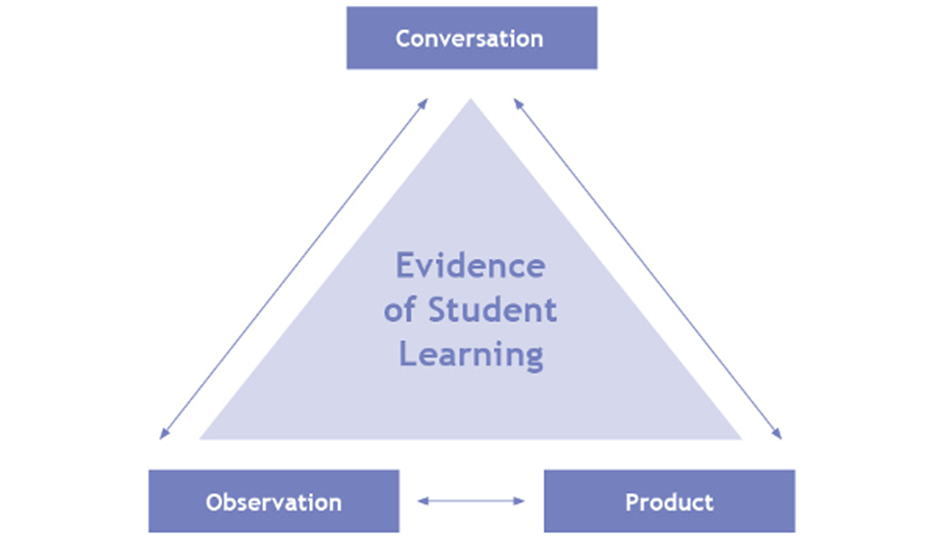 Conversation
Evidence
of Student
Learning
Observation
Product